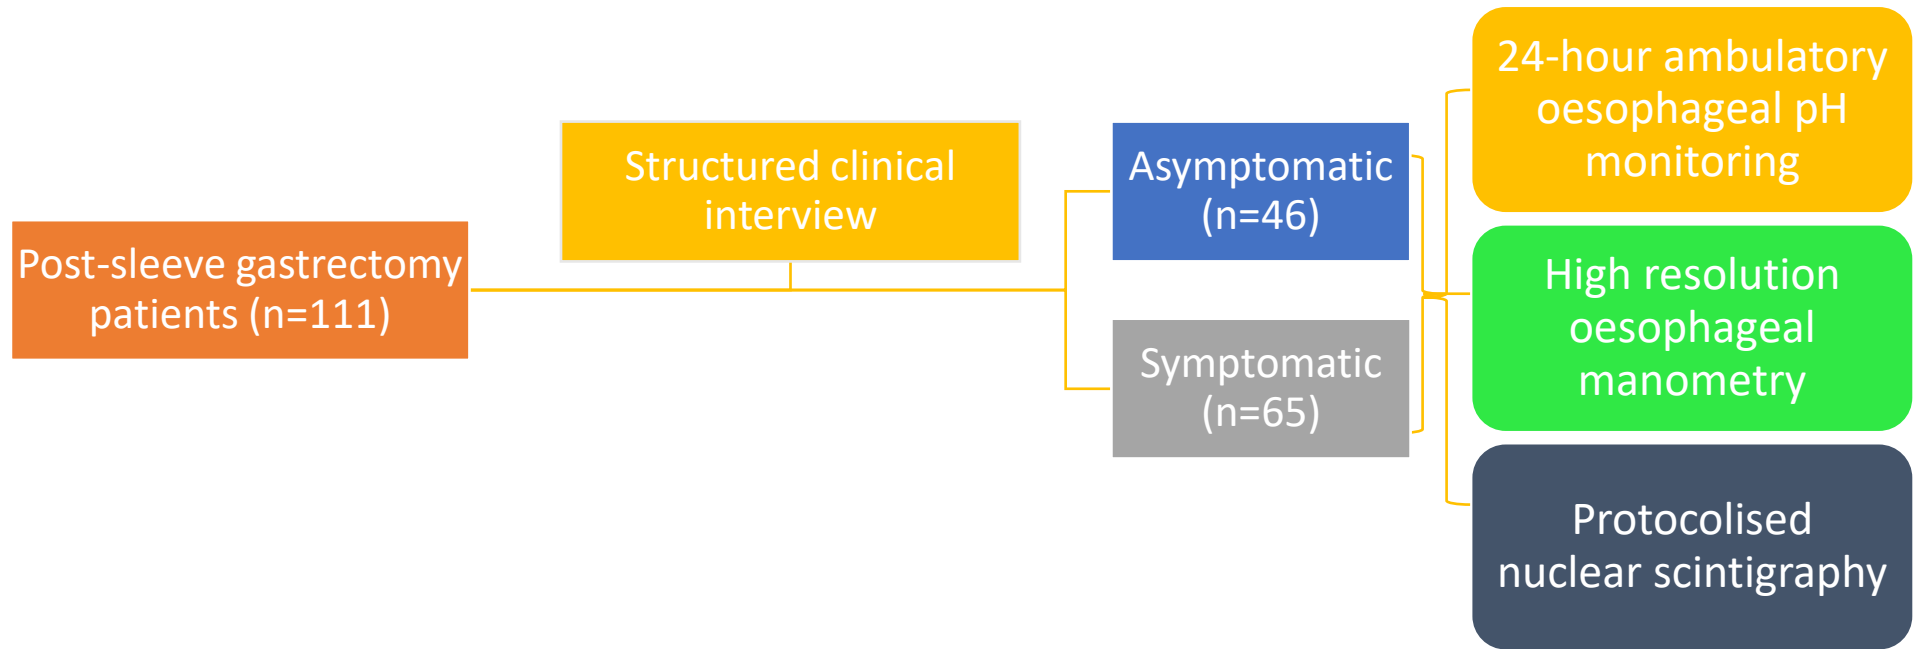 Post-sleeve gastrectomy
patients (n=111)
Structured clinical
interview
Asymptomatic
(n=46)
Symptomatic
(n=65)
24-hour ambulatory
oesophageal pH
monitoring
High resolution
oesophageal
manometry
Protocolised
nuclear scintigraphy